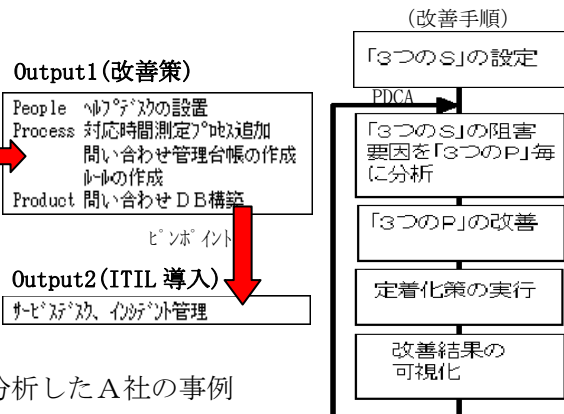 Output1(改善策)
People ﾍﾙﾌﾟﾃﾞｽｸの設置
Process 対応時間測定ﾌﾟﾛｾｽ追加
問い合わせ管理台帳の作成
ﾙｰﾙの作成
Product 問い合わせＤＢ構築
ﾋﾟﾝﾎﾟｲﾝﾄ
Output2(ITIL 導入)
ｻｰﾋﾞｽﾃﾞｽｸ、ｲﾝｼﾃﾞﾝﾄ管理
分析したＡ社の事例
(改善手順)
「3つのS」の設定
PDCA
「3つのS」の阻害
要因を「3つのP」毎
に分析
「3つのP」の改善
定着化策の実行
改善結果の
可視化